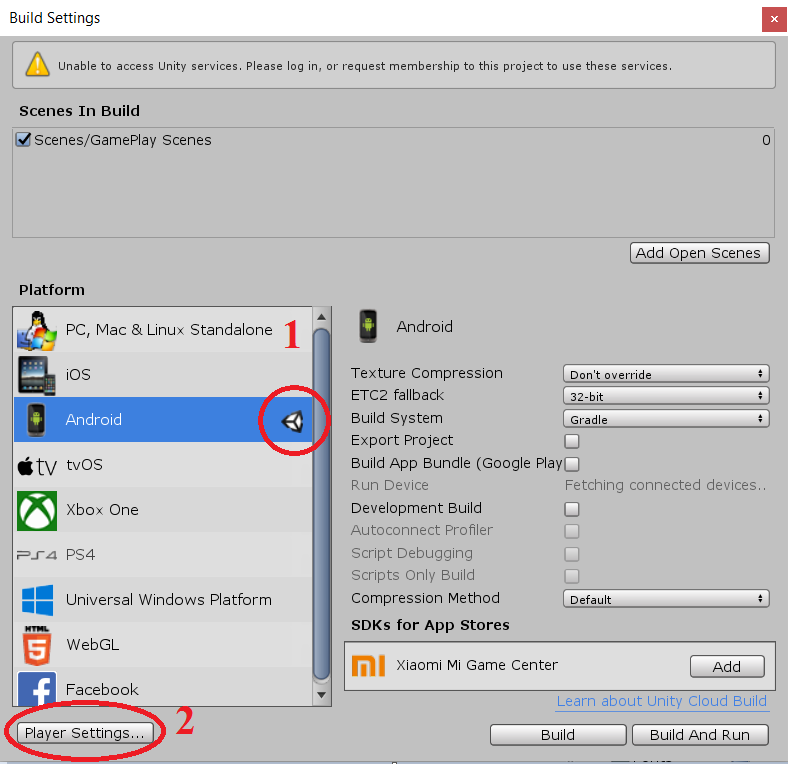 Build Settings
Unable to access Unity services. Please log in, or request membership to this project to use these services.
Scenes In Build
Scenes/GamePlay Scenes 0
Add Open Scenes
Platform
PC, Mac & Linux Standalone 1
iOS
Android
tv tvOS
Xbox One
PS4 PS4
Universal Windows Platform
HTML 5 WebGL
f Facebook
Player Settings... 2
Android
Texture Compression Don't override
ETC2 fallback 32-bit
Build System Gradle
Export Project
Build App Bundle (Google Play
Run Device Fetching connected devices..
Development Build
Autoconnect Profiler
Script Debugging
Scripts Only Build
Compression Method Default
SDKs for App Stores
mi Xiaomi Mi Game Center Add
Learn about Unity Cloud Build
Build Build And Run